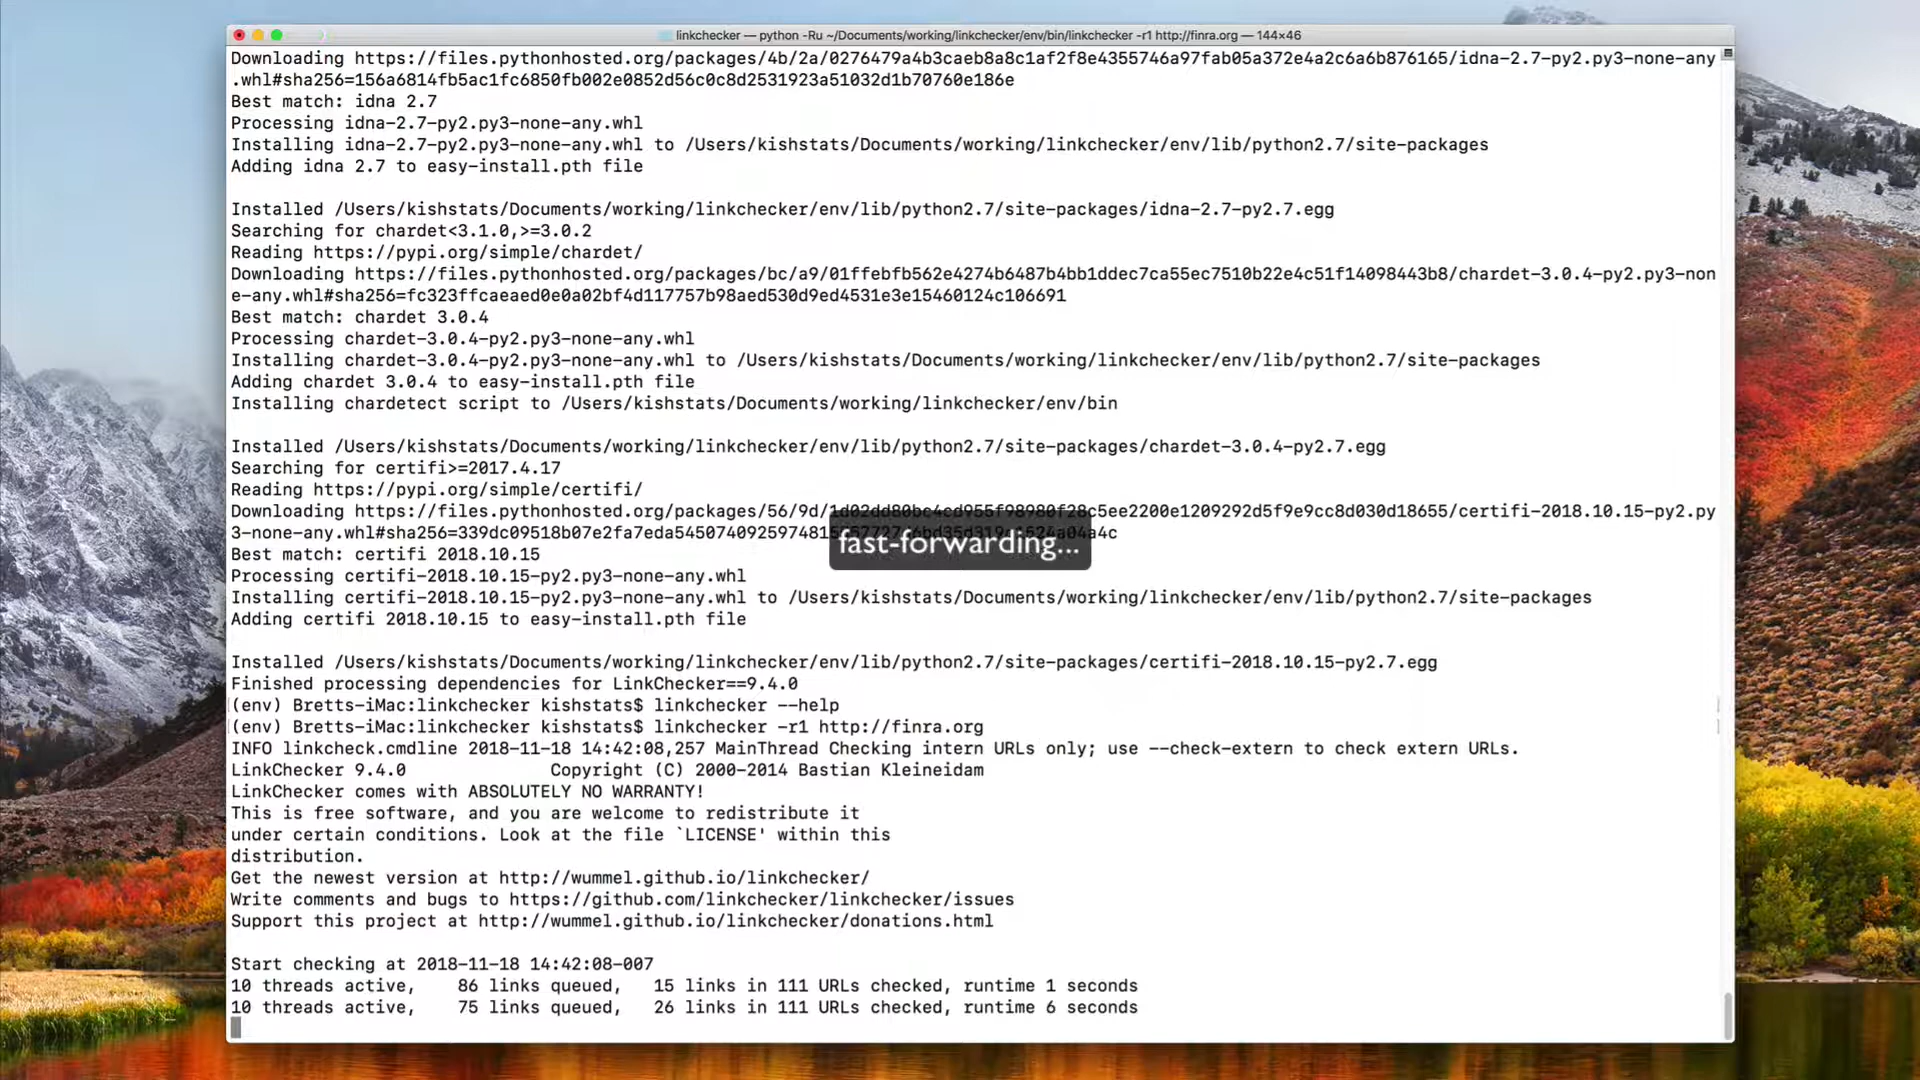 linkchecker — python -Ru ~/Documents/working/linkchecker/env/bin/linkchecker -r1 http://finra.org — 144×46
Downloading https://files.pythonhosted.org/packages/4b/2a/0276479a4b3caeb8a8c1af2f8e4355746a97fab05a372e4a2c6a6b876165/idna-2.7-py2.py3-none-any
.whl#sha256=156a6814fb5ac1fc6850fb002e0852d56c0c8d2531923a51032d1b70760e186e
Best match: idna 2.7
Processing idna-2.7-py2.py3-none-any.whl
Installing idna-2.7-py2.py3-none-any.whl to /Users/kishstats/Documents/working/linkchecker/env/lib/python2.7/site-packages
Adding idna 2.7 to easy-install.pth file
Installed /Users/kishstats/Documents/working/linkchecker/env/lib/python2.7/site-packages/idna-2.7-py2.7.egg
Searching for chardet<3.1.0,>=3.0.2
Reading https://pypi.org/simple/chardet/
Downloading https://files.pythonhosted.org/packages/bc/a9/01ffebfb562e4274b6487b4bb1ddec7ca55ec7510b22e4c51f14098443b8/chardet-3.0.4-py2.py3-non
e-any.whl#sha256=fc323ffcaeaed0e0a02bf4d117757b98aed530d9ed4531e3e15460124c106691
Best match: chardet 3.0.4
Processing chardet-3.0.4-py2.py3-none-any.whl
Installing chardet-3.0.4-py2.py3-none-any.whl to /Users/kishstats/Documents/working/linkchecker/env/lib/python2.7/site-packages
Adding chardet 3.0.4 to easy-install.pth file
Installing chardetect script to /Users/kishstats/Documents/working/linkchecker/env/bin
Installed /Users/kishstats/Documents/working/linkchecker/env/lib/python2.7/site-packages/chardet-3.0.4-py2.7.egg
Searching for certifi>=2017.4.17
Reading https://pypi.org/simple/certifi/
Downloading https://files.pythonhosted.org/packages/56/9d/1d02dd80bc4cd955f98980f28c5ee2200e1209292d5f9e9cc8d030d18655/certifi-2018.10.15-py2.py
3-none-any.whl#sha256=
fast-forwarding...
Best match: certifi 2018.10.15
Processing certifi-2018.10.15-py2.py3-none-any.whl
Installing certifi-2018.10.15-py2.py3-none-any.whl to /Users/kishstats/Documents/working/linkchecker/env/lib/python2.7/site-packages
Adding certifi 2018.10.15 to easy-install.pth file
Installed /Users/kishstats/Documents/working/linkchecker/env/lib/python2.7/site-packages/certifi-2018.10.15-py2.7.egg
Finished processing dependencies for LinkChecker==9.4.0
(env) Bretts-iMac:linkchecker kishstats$ linkchecker --help
(env) Bretts-iMac:linkchecker kishstats$ linkchecker -r1 http://finra.org
INFO linkcheck.cmdline 2018-11-18 14:42:08,257 MainThread Checking intern URLs only; use --check-extern to check extern URLs.
LinkChecker 9.4.0              Copyright (C) 2000-2014 Bastian Kleineidam
LinkChecker comes with ABSOLUTELY NO WARRANTY!
This is free software, and you are welcome to redistribute it
under certain conditions. Look at the file `LICENSE' within this
distribution.
Get the newest version at http://wummel.github.io/linkchecker/
Write comments and bugs to https://github.com/linkchecker/linkchecker/issues
Support this project at http://wummel.github.io/linkchecker/donations.html
Start checking at 2018-11-18 14:42:08-007
10 threads active,    86 links queued,   15 links in 111 URLs checked, runtime 1 seconds
10 threads active,    75 links queued,   26 links in 111 URLs checked, runtime 6 seconds